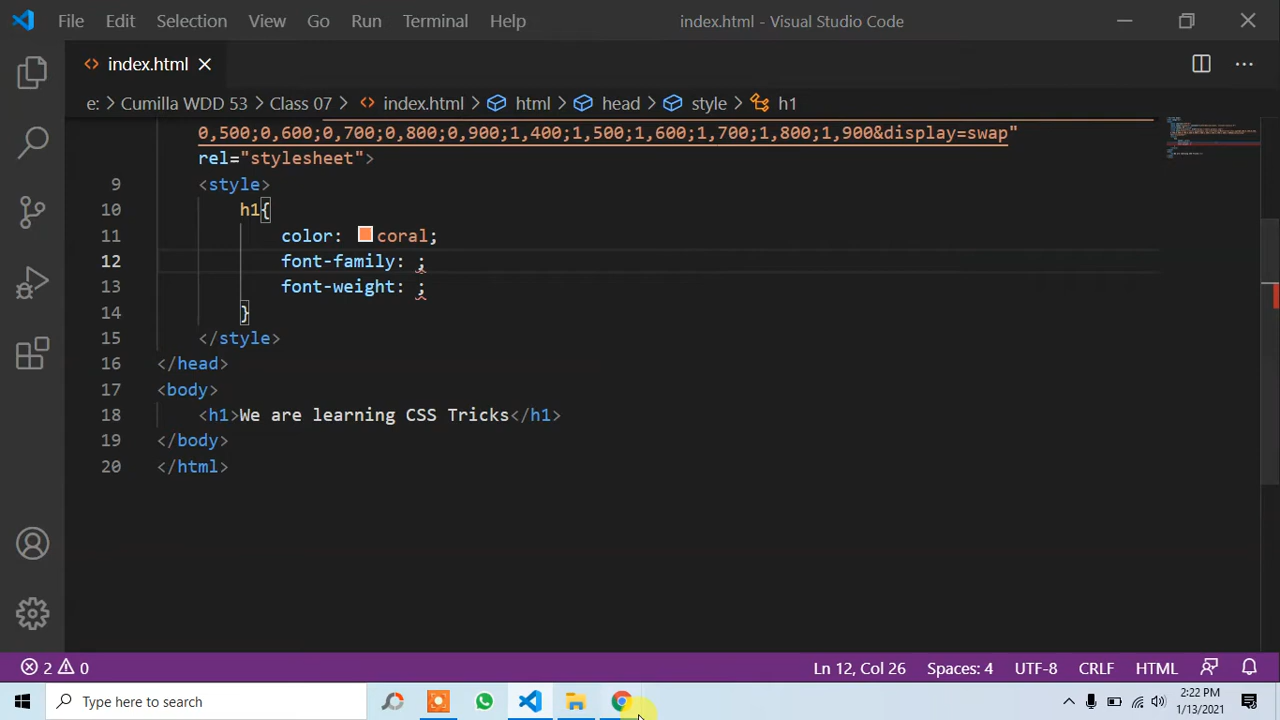 File Edit Selection View Go Run Terminal Help index.html - Visual Studio Code
index.html
e: > Cumilla WDD 53 > Class 07 > index.html > html > head > style > h1
0,500;0,600;0,700;0,800;0,900;1,400;1,500;1,600;1,700;1,800;1,900&display=swap"
rel="stylesheet">
9 <style>
10 h1{
11 color: coral;
12 font-family: ;
13 font-weight: ;
14 }
15 </style>
16 </head>
17 <body>
18 <h1>We are learning CSS Tricks</h1>
19 </body>
20 </html>
2 0 Ln 12, Col 26 Spaces: 4 UTF-8 CRLF HTML
Type here to search
2:22 PM
1/13/2021